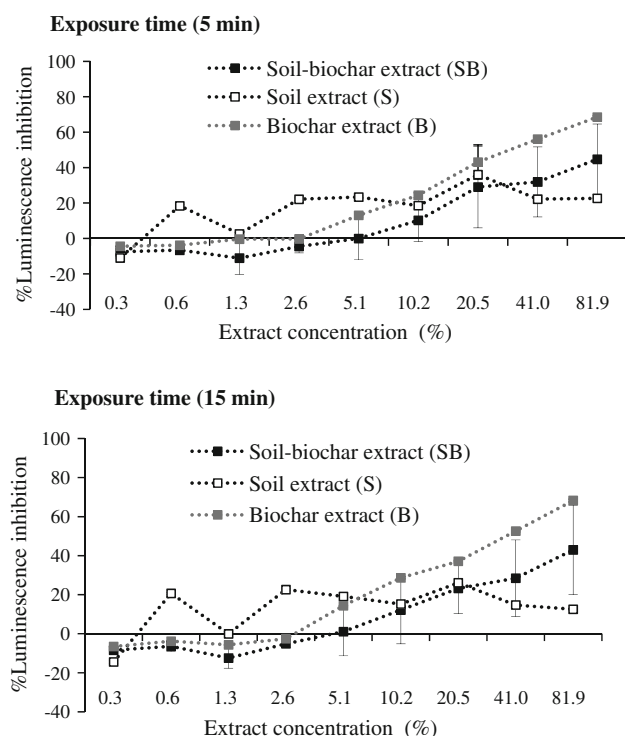 Exposure time (5 min)
Soil-biochar extract (SB)
Soil extract (S)
Biochar extract (B)
%Luminescence inhibition
100
80
60
40
20
0
-20
-40
0.3 0.6 1.3 2.6 5.1 10.2 20.5 41.0 81.9
Extract concentration (%)
Exposure time (15 min)
Soil-biochar extract (SB)
Soil extract (S)
Biochar extract (B)
%Luminescence inhibition
100
80
60
40
20
0
-20
-40
0.3 0.6 1.3 2.6 5.1 10.2 20.5 41.0 81.9
Extract concentration (%)